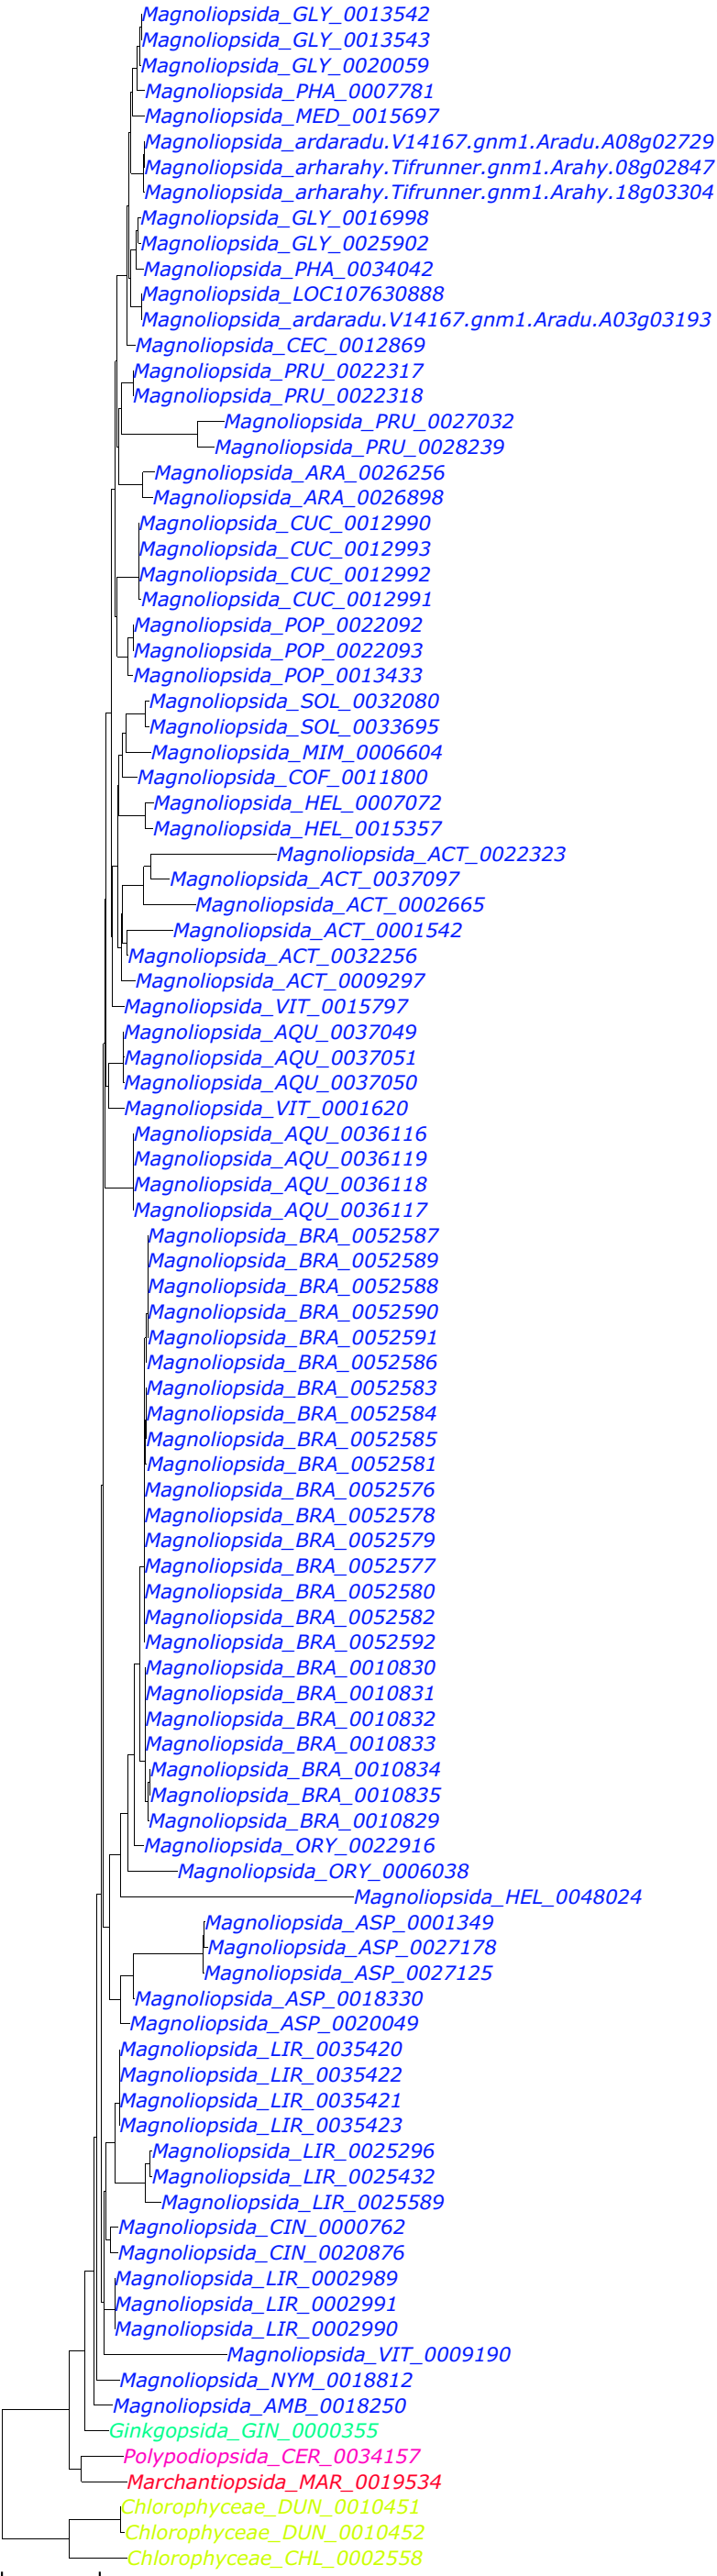 Magnoliopsida_GLY_0013542
Magnoliopsida_GLY_0013543
Magnoliopsida_GLY_0020059
Magnoliopsida_PHA_0007781
Magnoliopsida_MED_0015697
Magnoliopsida_ardaradu.V14167.gnm1.Aradu.A08g02729
Magnoliopsida_arharahy.Tifrunner.gnm1.Arahy.08g02847
Magnoliopsida_arharahy.Tifrunner.gnm1.Arahy.18g03304
Magnoliopsida_GLY_0016998
Magnoliopsida_GLY_0025902
Magnoliopsida_PHA_0034042
Magnoliopsida_LOC107630888
Magnoliopsida_ardaradu.V14167.gnm1.Aradu.A03g03193
Magnoliopsida_CEC_0012869
Magnoliopsida_PRU_0022317
Magnoliopsida_PRU_0022318
Magnoliopsida_PRU_0027032
Magnoliopsida_PRU_0028239
Magnoliopsida_ARA_0026256
Magnoliopsida_ARA_0026898
Magnoliopsida_CUC_0012990
Magnoliopsida_CUC_0012993
Magnoliopsida_CUC_0012992
Magnoliopsida_CUC_0012991
Magnoliopsida_POP_0022092
Magnoliopsida_POP_0022093
Magnoliopsida_POP_0013433
Magnoliopsida_SOL_0032080
Magnoliopsida_SOL_0033695
Magnoliopsida_MIM_0006604
Magnoliopsida_COF_0011800
Magnoliopsida_HEL_0007072
Magnoliopsida_HEL_0015357
Magnoliopsida_ACT_0022323
Magnoliopsida_ACT_0037097
Magnoliopsida_ACT_0002665
Magnoliopsida_ACT_0001542
Magnoliopsida_ACT_0032256
Magnoliopsida_ACT_0009297
Magnoliopsida_VIT_0015797
Magnoliopsida_AQU_0037049
Magnoliopsida_AQU_0037051
Magnoliopsida_AQU_0037050
Magnoliopsida_VIT_0001620
Magnoliopsida_AQU_0036116
Magnoliopsida_AQU_0036119
Magnoliopsida_AQU_0036118
Magnoliopsida_AQU_0036117
Magnoliopsida_BRA_0052587
Magnoliopsida_BRA_0052589
Magnoliopsida_BRA_0052588
Magnoliopsida_BRA_0052590
Magnoliopsida_BRA_0052591
Magnoliopsida_BRA_0052586
Magnoliopsida_BRA_0052583
Magnoliopsida_BRA_0052584
Magnoliopsida_BRA_0052585
Magnoliopsida_BRA_0052581
Magnoliopsida_BRA_0052576
Magnoliopsida_BRA_0052578
Magnoliopsida_BRA_0052579
Magnoliopsida_BRA_0052577
Magnoliopsida_BRA_0052580
Magnoliopsida_BRA_0052582
Magnoliopsida_BRA_0052592
Magnoliopsida_BRA_0010830
Magnoliopsida_BRA_0010831
Magnoliopsida_BRA_0010832
Magnoliopsida_BRA_0010833
Magnoliopsida_BRA_0010834
Magnoliopsida_BRA_0010835
Magnoliopsida_BRA_0010829
Magnoliopsida_ORY_0022916
Magnoliopsida_ORY_0006038
Magnoliopsida_HEL_0048024
Magnoliopsida_ASP_0001349
Magnoliopsida_ASP_0027178
Magnoliopsida_ASP_0027125
Magnoliopsida_ASP_0018330
Magnoliopsida_ASP_0020049
Magnoliopsida_LIR_0035420
Magnoliopsida_LIR_0035422
Magnoliopsida_LIR_0035421
Magnoliopsida_LIR_0035423
Magnoliopsida_LIR_0025296
Magnoliopsida_LIR_0025432
Magnoliopsida_LIR_0025589
Magnoliopsida_CIN_0000762
Magnoliopsida_CIN_0020876
Magnoliopsida_LIR_0002989
Magnoliopsida_LIR_0002991
Magnoliopsida_LIR_0002990
Magnoliopsida_VIT_0009190
Magnoliopsida_NYM_0018812
Magnoliopsida_AMB_0018250
Ginkgopsida_GIN_0000355
Polypodiopsida_CER_0034157
Marchantiopsida_MAR_0019534
Chlorophyceae_DUN_0010451
Chlorophyceae_DUN_0010452
Chlorophyceae_CHL_0002558